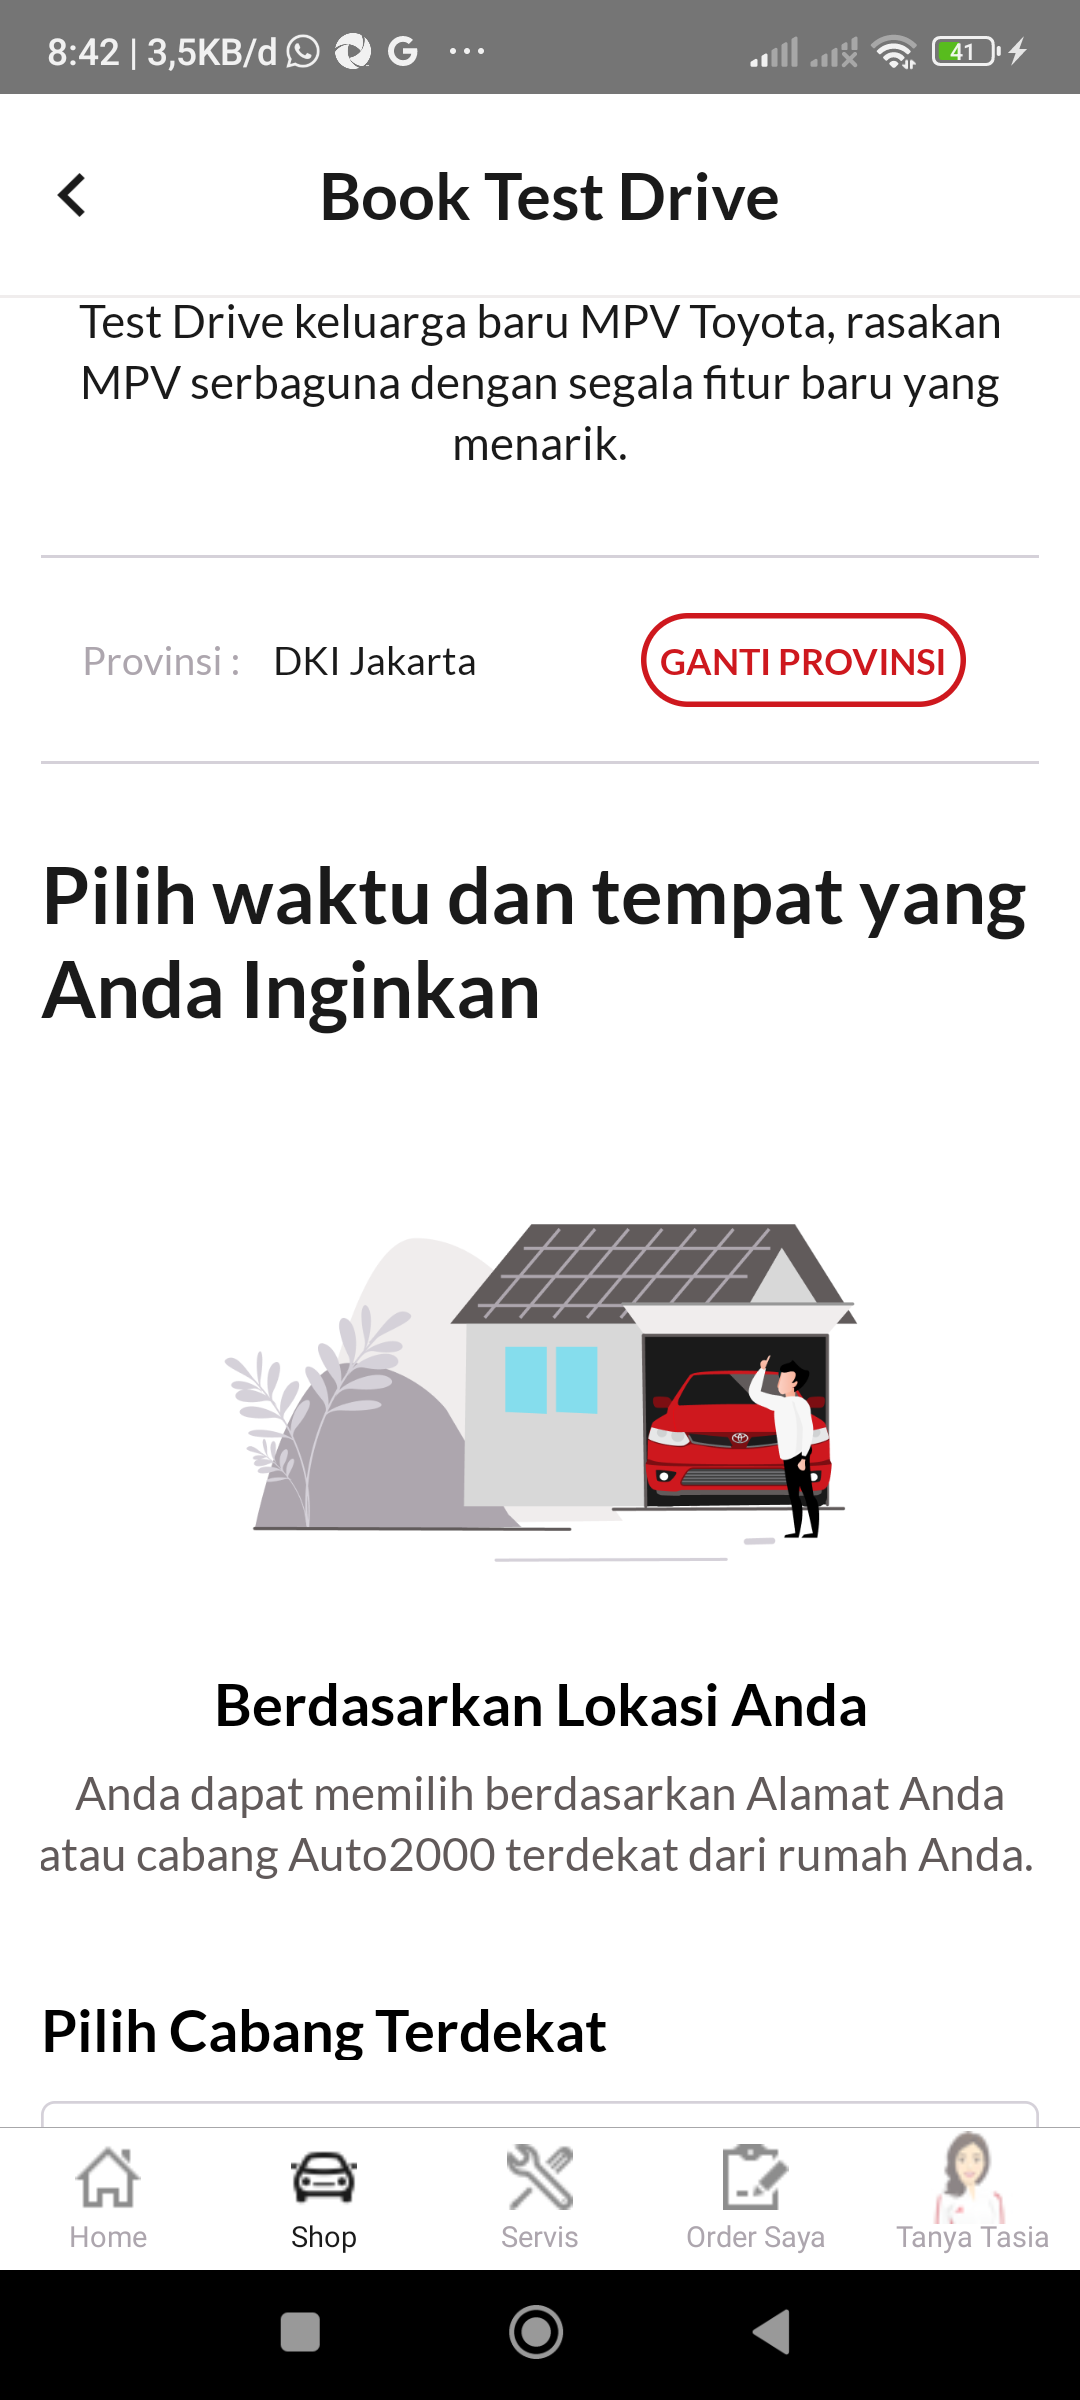 8:42 | 3,5KB/d
41
Book Test Drive
Test Drive keluarga baru MPV Toyota, rasakan
MPV serbaguna dengan segala fitur baru yang
menarik.
Provinsi : DKI Jakarta
GANTI PROVINSI
Pilih waktu dan tempat yang
Anda Inginkan
Berdasarkan Lokasi Anda
Anda dapat memilih berdasarkan Alamat Anda
atau cabang Auto2000 terdekat dari rumah Anda.
Pilih Cabang Terdekat
Home
Shop
Servis
Order Saya
Tanya Tasia